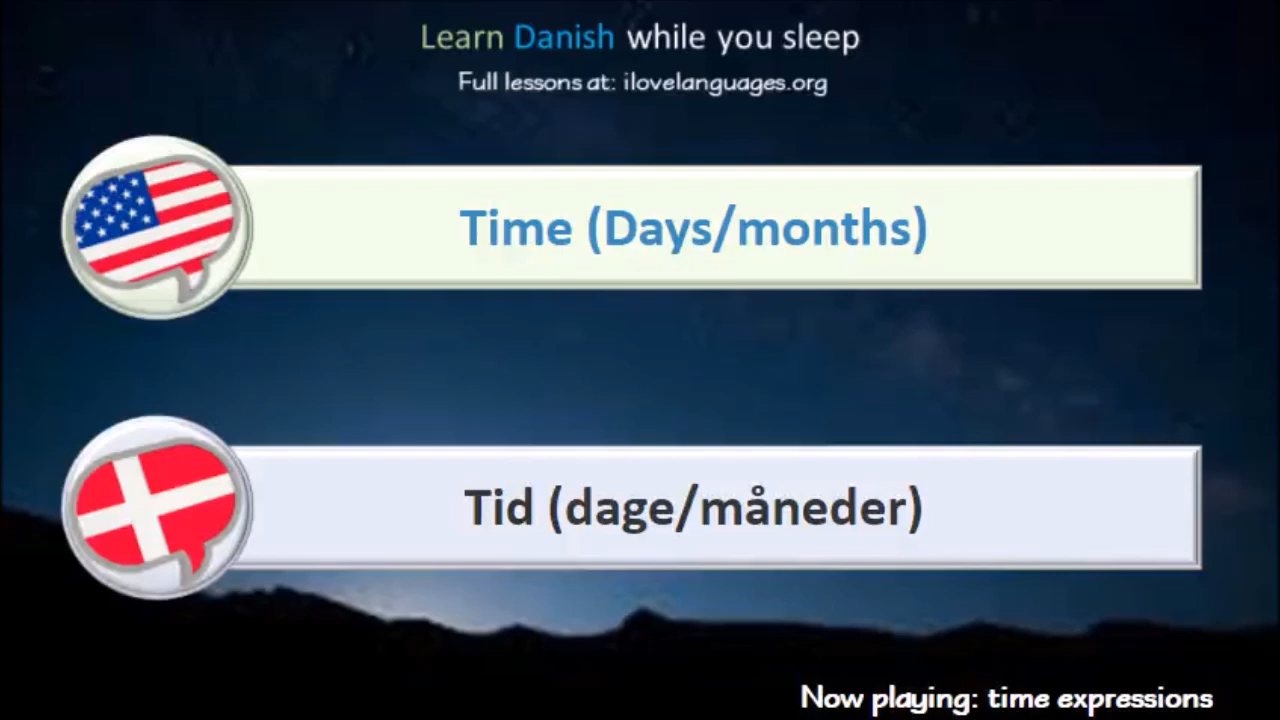 Learn Danish while you sleep
Full lessons at: ilovelanguages.org
Time (Days/months)
Tid (dage/måneder)
Now playing: time expressions